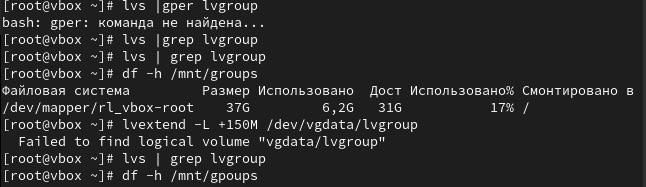 [root@vbox ~]# lvs |gper lvgroup
bash: gper: команда не найдена...
[root@vbox ~]# lvs |grep lvgroup
[root@vbox ~]# lvs | grep lvgroup
[root@vbox ~]# df -h /mnt/groups
Файловая система Размер Использовано Дост Использовано% Смонтировано в
/dev/mapper/rl_vbox-root 37G 6,2G 31G 17% /
[root@vbox ~]# lvextend -L +150M /dev/vgdata/lvgroup
Failed to find logical volume "vgdata/lvgroup"
[root@vbox ~]# lvs | grep lvgroup
[root@vbox ~]# df -h /mnt/gpoups